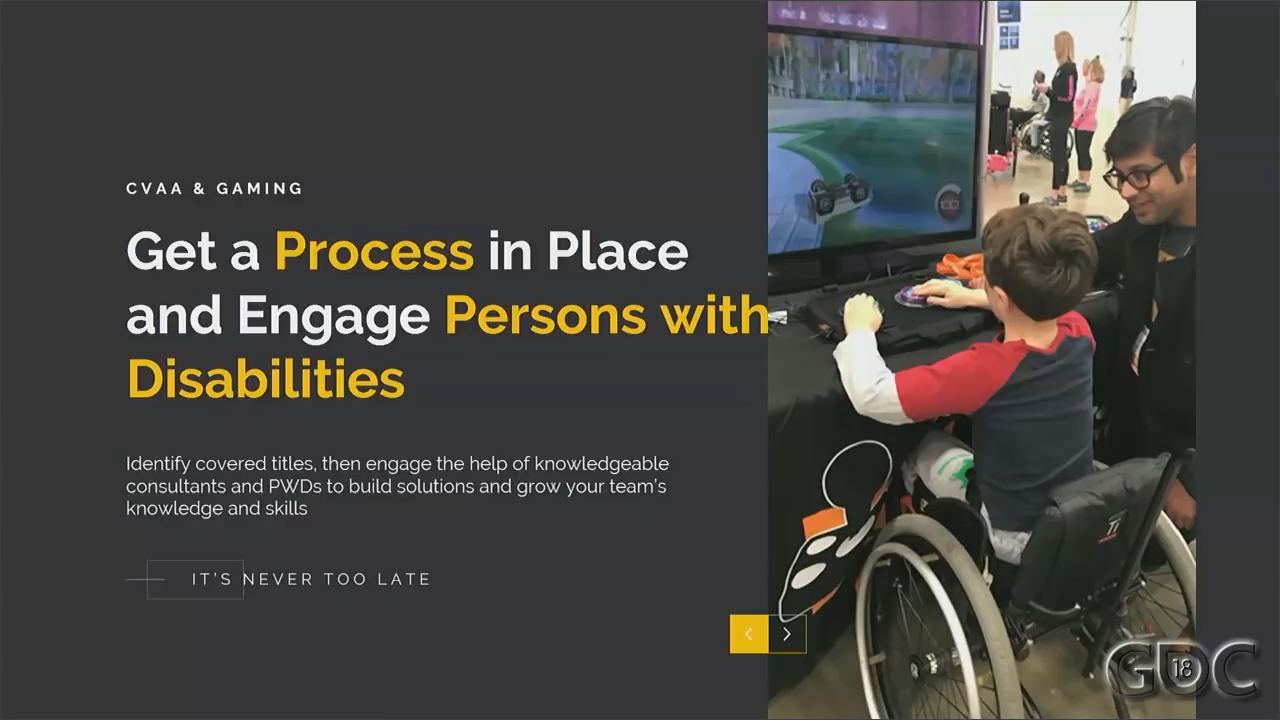 CVAA & GAMING
Get a Process in Place
and Engage Persons with
Disabilities
Identify covered titles, then engage the help of knowledgeable
consultants and PWDs to build solutions and grow your team's
knowledge and skills
IT'S NEVER TOO LATE
GDC
18